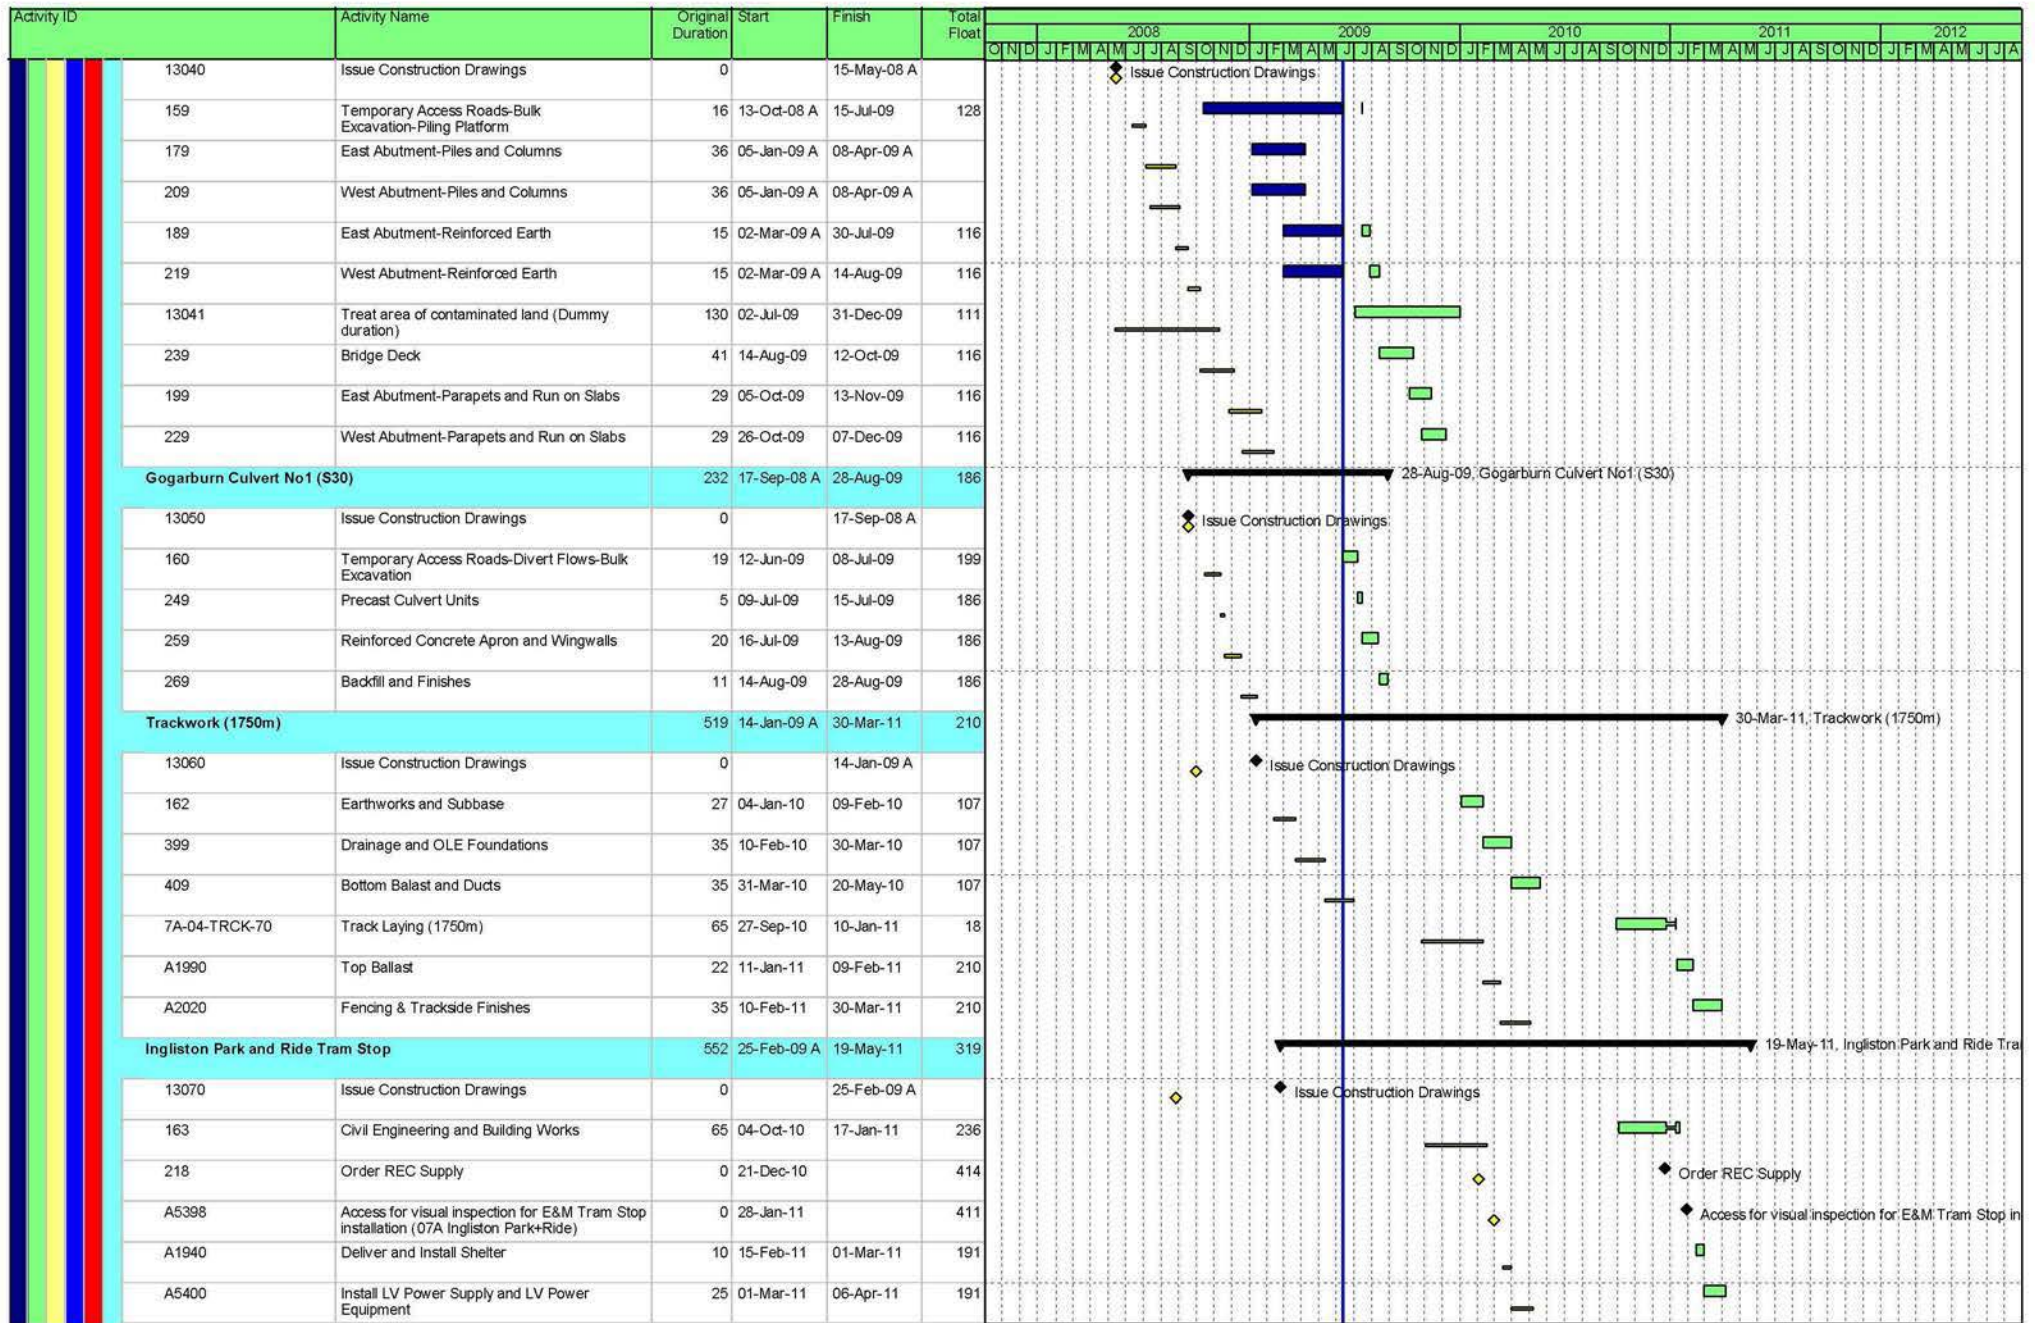 Activity ID Activity Name Original Duration Start Finish Total Float
2008 2009 2010 2011 2012
O N D J F M A M J J A S O N D J F M A M J J A S O N D J F M A M J J A S O N D J F M A M J J A S O N D J F M A M J J A
13040 Issue Construction Drawings 0 15-May-08 A Issue Construction Drawings
159 Temporary Access Roads-Bulk Excavation-Piling Platform 16 13-Oct-08 A 15-Jul-09 128
179 East Abutment-Piles and Columns 36 05-Jan-09 A 08-Apr-09 A
209 West Abutment-Piles and Columns 36 05-Jan-09 A 08-Apr-09 A
189 East Abutment-Reinforced Earth 15 02-Mar-09 A 30-Jul-09 116
219 West Abutment-Reinforced Earth 15 02-Mar-09 A 14-Aug-09 116
13041 Treat area of contaminated land (Dummy duration) 130 02-Jul-09 31-Dec-09 111
239 Bridge Deck 41 14-Aug-09 12-Oct-09 116
199 East Abutment-Parapets and Run on Slabs 29 05-Oct-09 13-Nov-09 116
229 West Abutment-Parapets and Run on Slabs 29 26-Oct-09 07-Dec-09 116
Gogarburn Culvert No1 (S30) 232 17-Sep-08 A 28-Aug-09 186 28-Aug-09, Gogarburn Culvert No1 (S30)
13050 Issue Construction Drawings 0 17-Sep-08 A Issue Construction Drawings
160 Temporary Access Roads-Divert Flows-Bulk Excavation 19 12-Jun-09 08-Jul-09 199
249 Precast Culvert Units 5 09-Jul-09 15-Jul-09 186
259 Reinforced Concrete Apron and Wingwalls 20 16-Jul-09 13-Aug-09 186
269 Backfill and Finishes 11 14-Aug-09 28-Aug-09 186
Trackwork (1750m) 519 14-Jan-09 A 30-Mar-11 210 30-Mar-11, Trackwork (1750m)
13060 Issue Construction Drawings 0 14-Jan-09 A Issue Construction Drawings
162 Earthworks and Subbase 27 04-Jan-10 09-Feb-10 107
399 Drainage and OLE Foundations 35 10-Feb-10 30-Mar-10 107
409 Bottom Balast and Ducts 35 31-Mar-10 20-May-10 107
7A-04-TRCK-70 Track Laying (1750m) 65 27-Sep-10 10-Jan-11 18
A1990 Top Ballast 22 11-Jan-11 09-Feb-11 210
A2020 Fencing & Trackside Finishes 35 10-Feb-11 30-Mar-11 210
Ingliston Park and Ride Tram Stop 552 25-Feb-09 A 19-May-11 319 19-May-11, Ingliston Park and Ride Tra
13070 Issue Construction Drawings 0 25-Feb-09 A Issue Construction Drawings
163 Civil Engineering and Building Works 65 04-Oct-10 17-Jan-11 236
218 Order REC Supply 0 21-Dec-10 414 Order REC Supply
A5398 Access for visual inspection for E&M Tram Stop installation (07A Ingliston Park+Ride) 0 28-Jan-11 411 Access for visual inspection for E&M Tram Stop in
A1940 Deliver and Install Shelter 10 15-Feb-11 01-Mar-11 191
A5400 Install LV Power Supply and LV Power Equipment 25 01-Mar-11 06-Apr-11 191